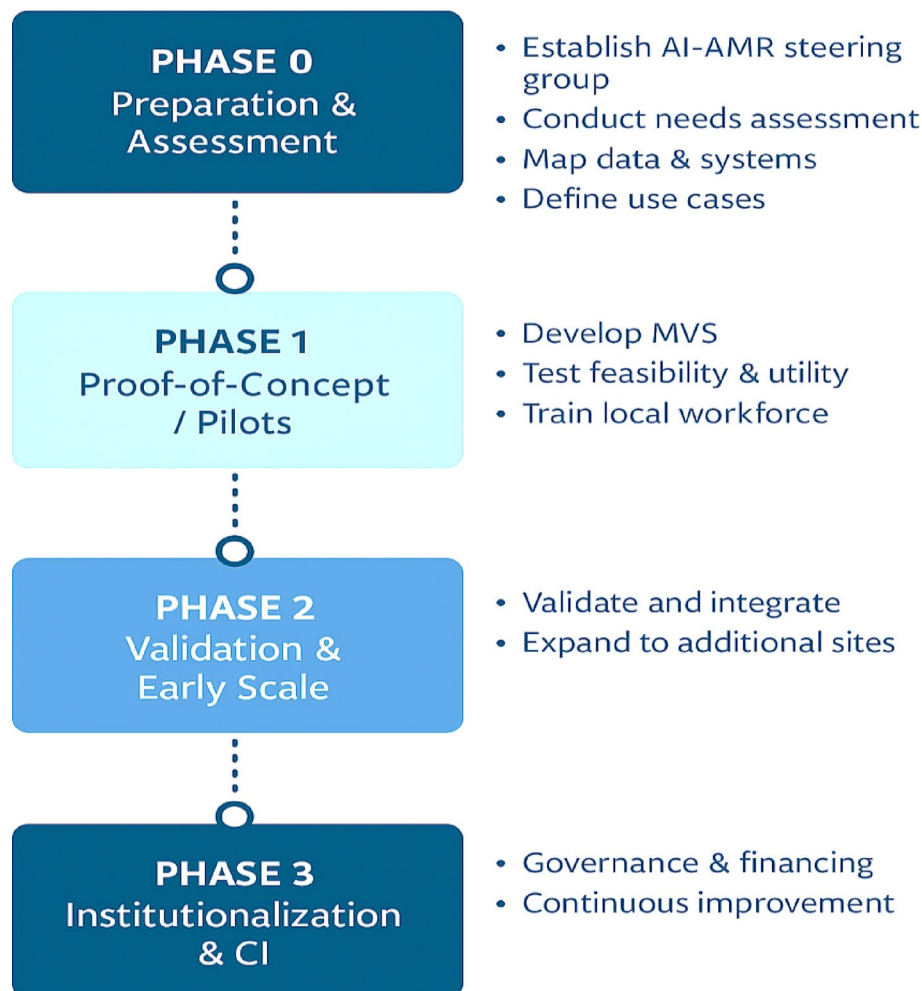 PHASE 0
Preparation &
Assessment
• Establish AI-AMR steering
group
• Conduct needs assessment
• Map data & systems
• Define use cases
PHASE 1
Proof-of-Concept
/ Pilots
• Develop MVS
• Test feasibility & utility
• Train local workforce
PHASE 2
Validation &
Early Scale
• Validate and integrate
• Expand to additional sites
PHASE 3
Institutionalization
& CI
• Governance & financing
• Continuous improvement